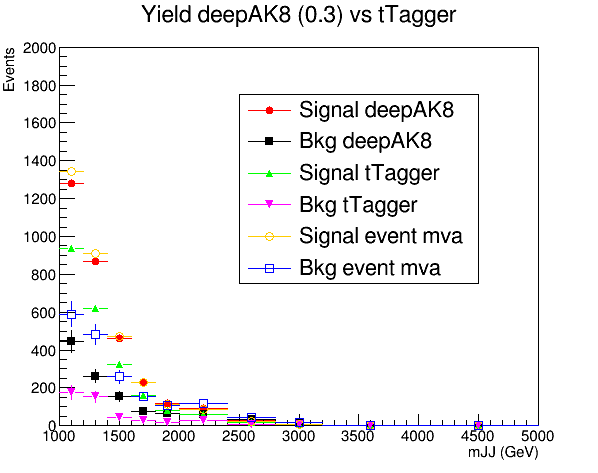 Yield deepAK8 (0.3) vs tTagger
Events
2000
1800
1600
1400
1200
1000
800
600
400
200
0
Signal deepAK8
Bkg deepAK8
Signal tTagger
Bkg tTagger
Signal event mva
Bkg event mva
1000 1500 2000 2500 3000 3500 4000 4500 5000
mJJ (GeV)